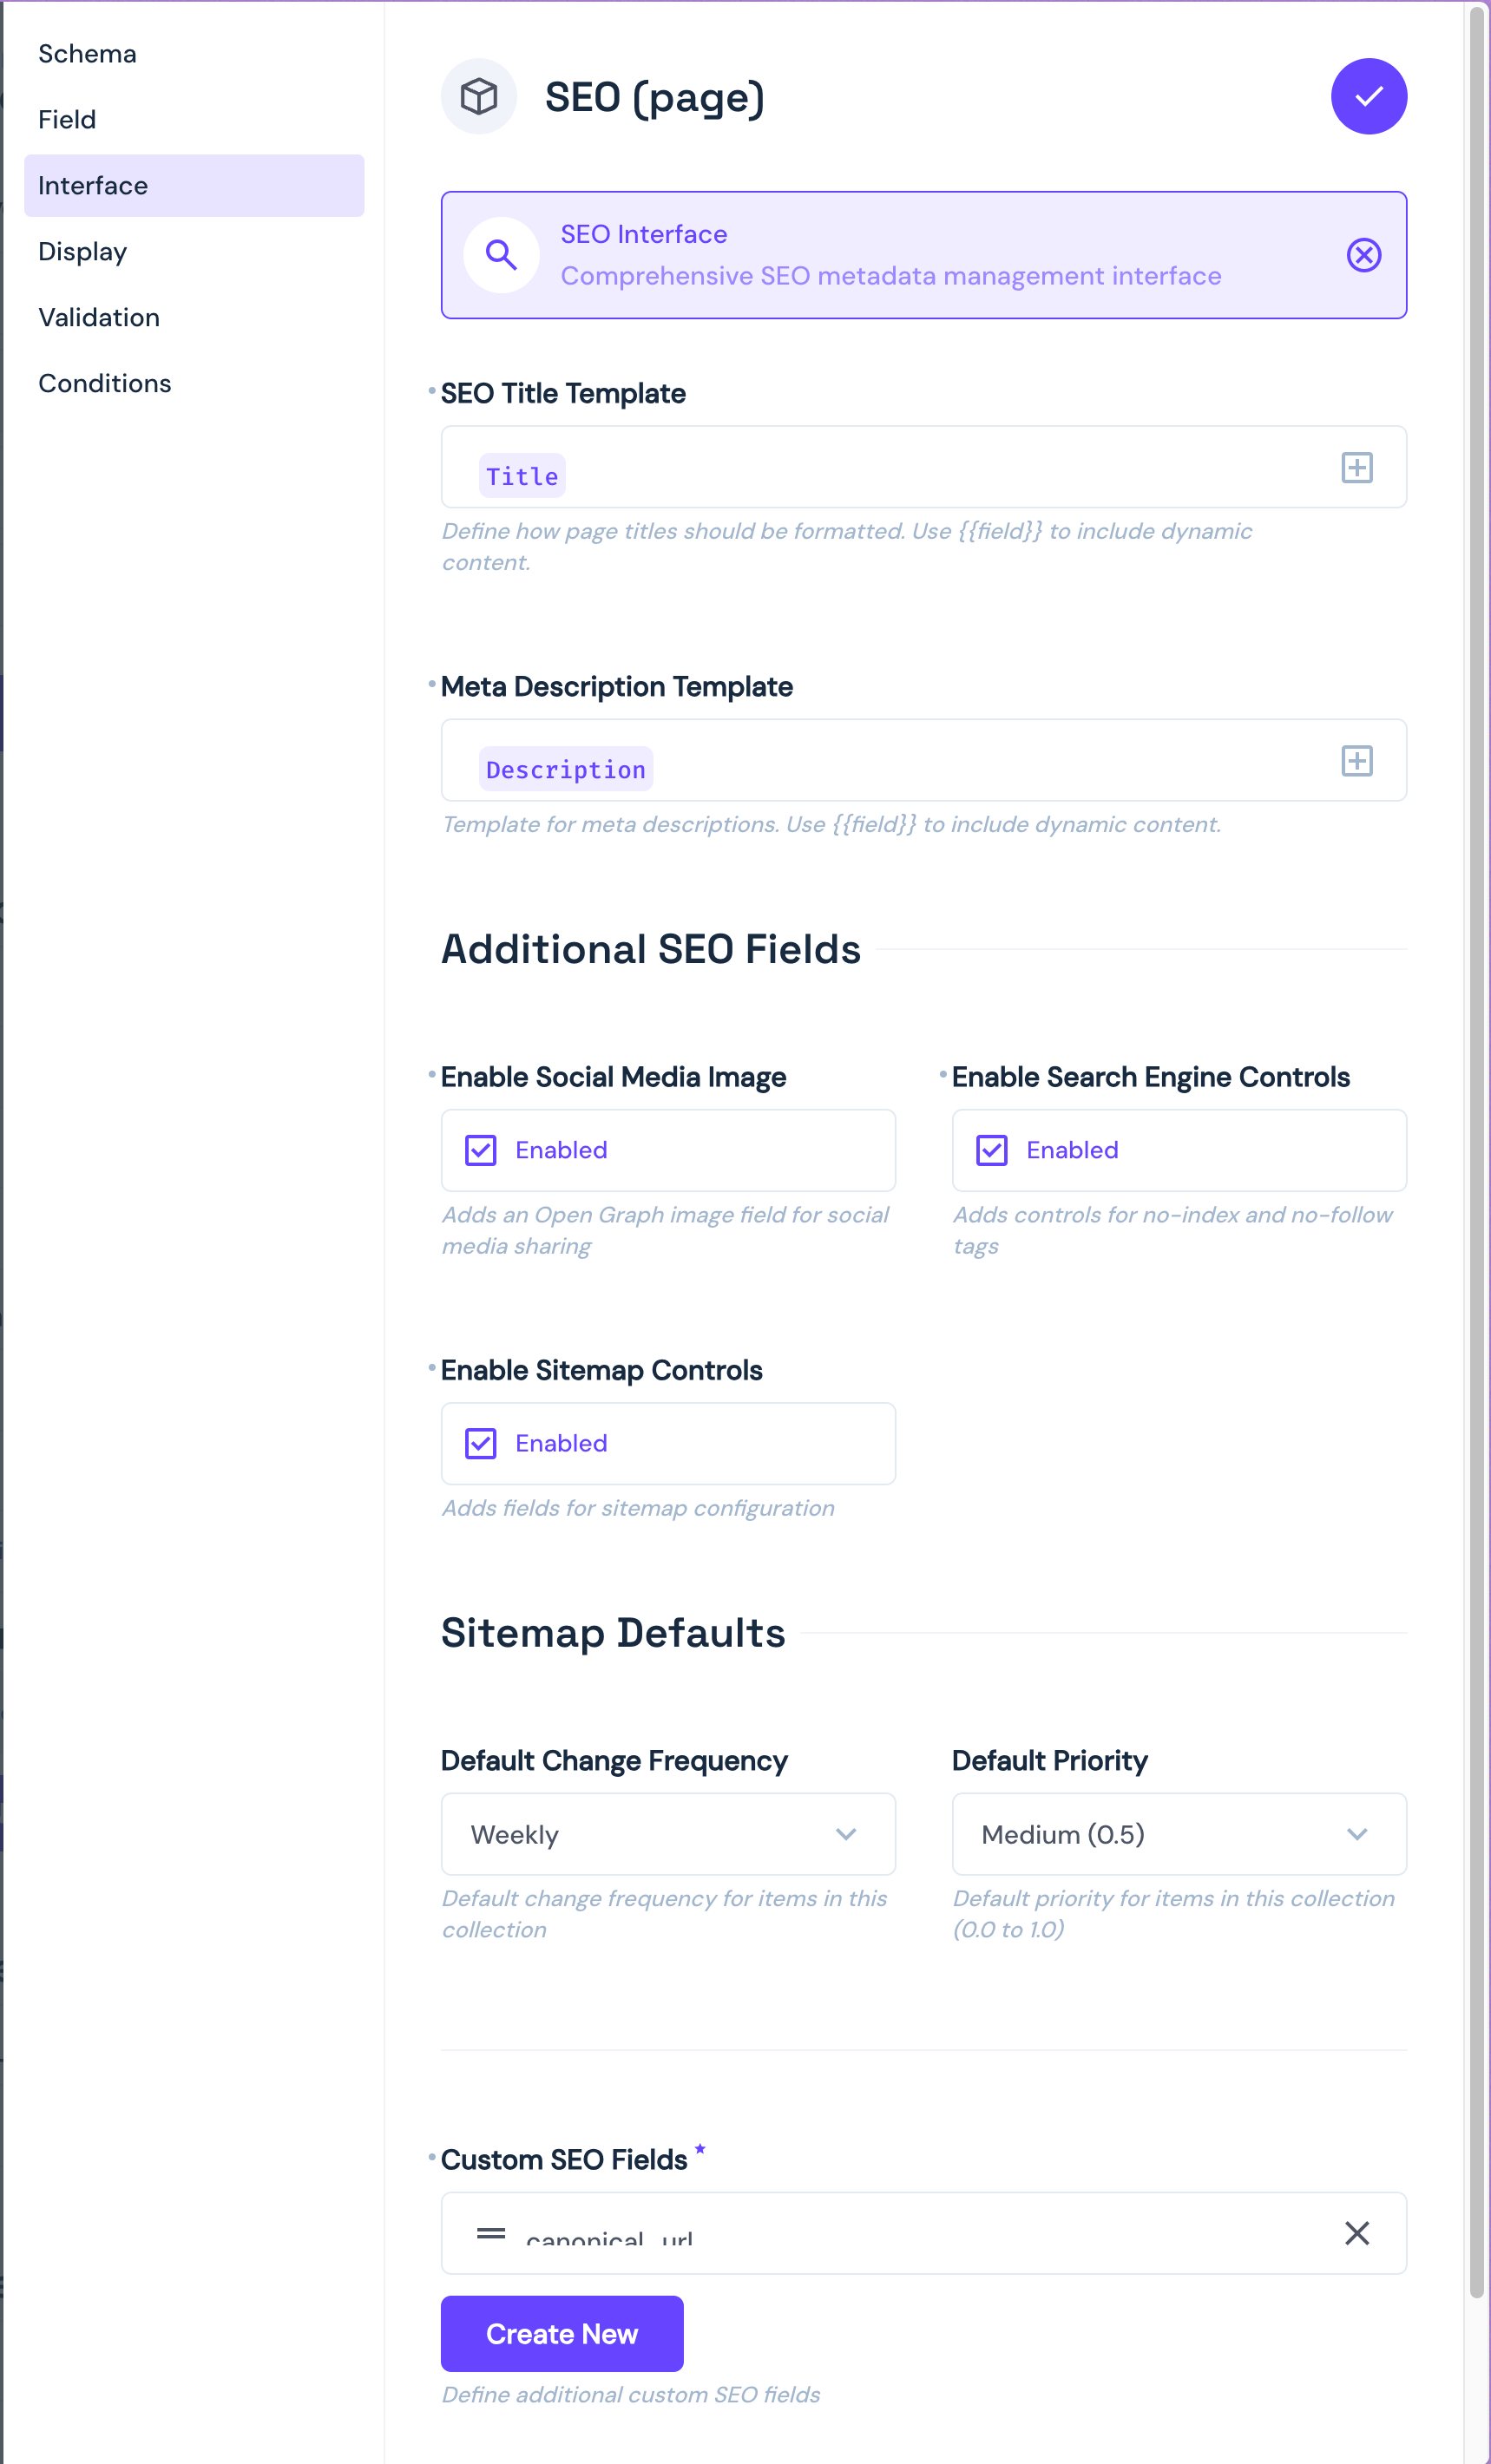 Schema
Field
Interface
Display
Validation
Conditions
SEO (page)
SEO Interface
Comprehensive SEO metadata management interface
SEO Title Template
Title
Define how page titles should be formatted. Use {{field}} to include dynamic
content.
Meta Description Template
Description
Template for meta descriptions. Use {{field}} to include dynamic content.
Additional SEO Fields
Enable Social Media Image
Enabled
Adds an Open Graph image field for social
media sharing
Enable Search Engine Controls
Enabled
Adds controls for no-index and no-follow
tags
Enable Sitemap Controls
Enabled
Adds fields for sitemap configuration
Sitemap Defaults
Default Change Frequency
Weekly
Default change frequency for items in this
collection
Default Priority
Medium (0.5)
Default priority for items in this collection
(0.0 to 1.0)
Custom SEO Fields *
canonical_url
Create New
Define additional custom SEO fields